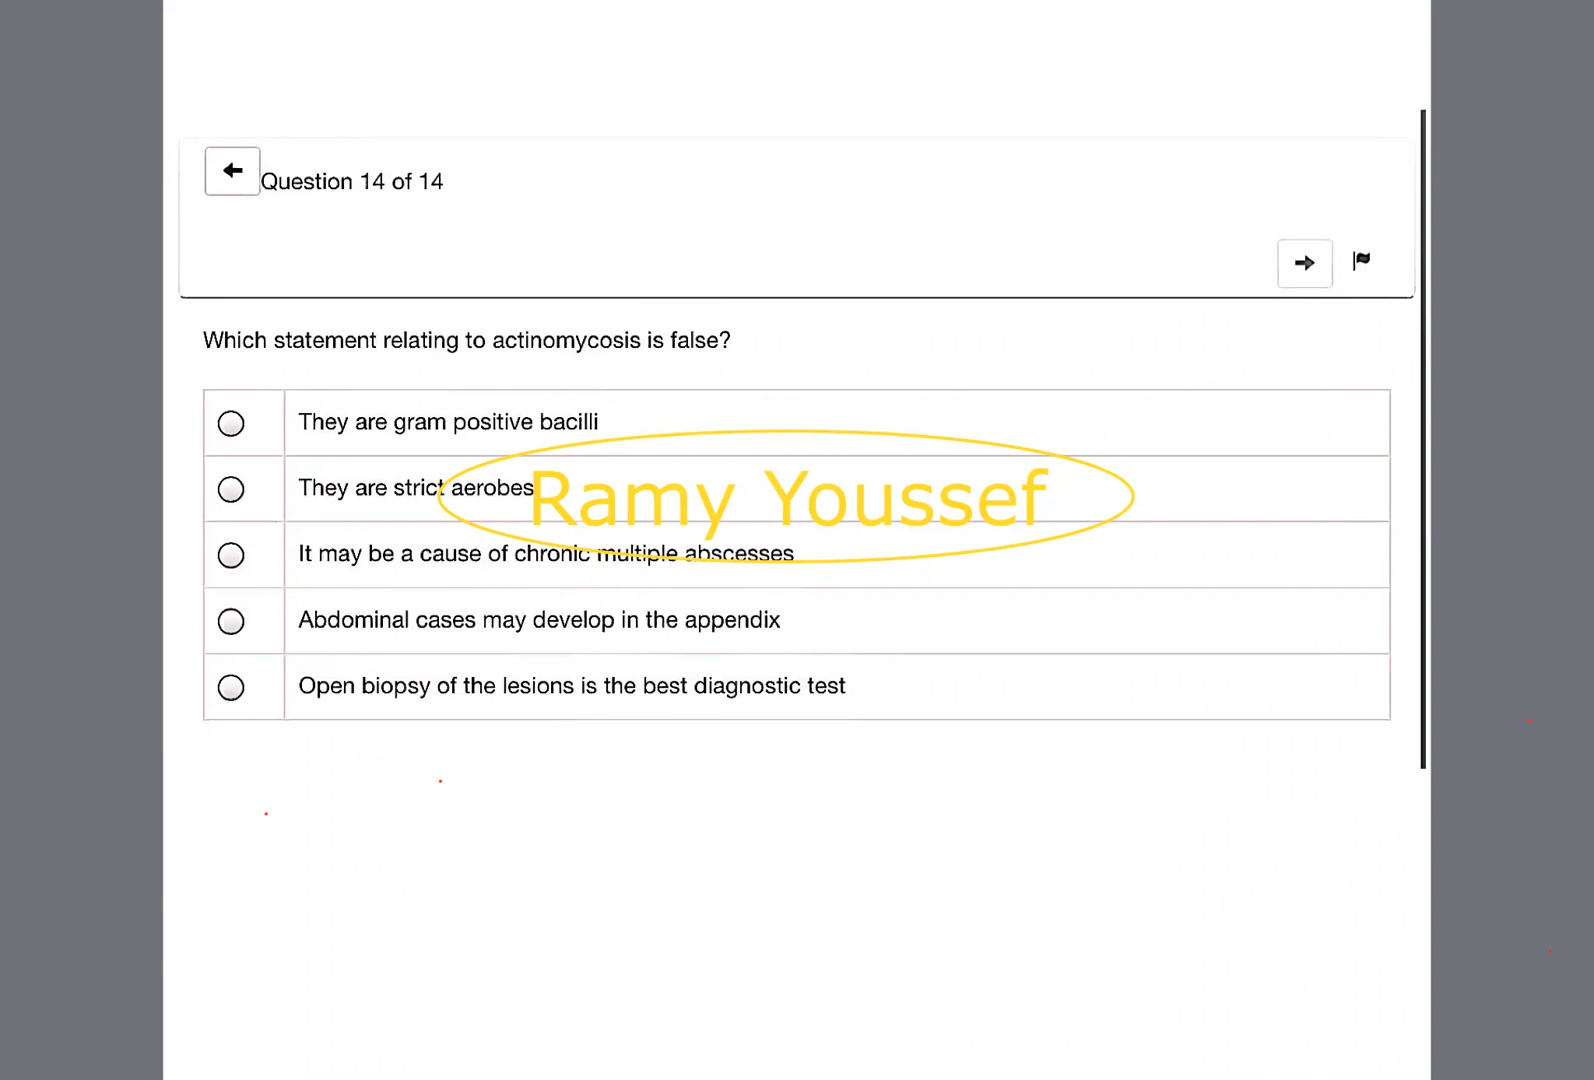 Question 14 of 14
Which statement relating to actinomycosis is false?
They are gram positive bacilli
They are strict aerobes
Ramy Youssef
It may be a cause of chronic multiple abscesses
Abdominal cases may develop in the appendix
Open biopsy of the lesions is the best diagnostic test